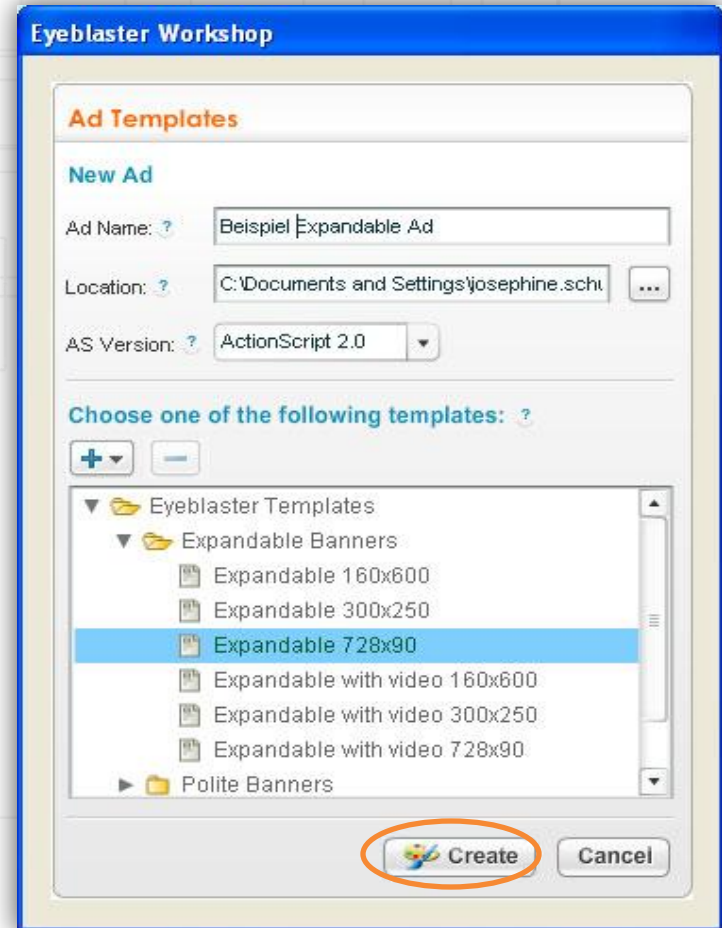 Eyeblaster Workshop
Ad Templates
New Ad
Ad Name: ? Beispiel Expandable Ad
Location: ? C:\Documents and Settings\josephine.schu ...
AS Version: ? ActionScript 2.0
Choose one of the following templates: ?
Eyeblaster Templates
Expandable Banners
Expandable 160x600
Expandable 300x250
Expandable 728x90
Expandable with video 160x600
Expandable with video 300x250
Expandable with video 728x90
Polite Banners
Create Cancel